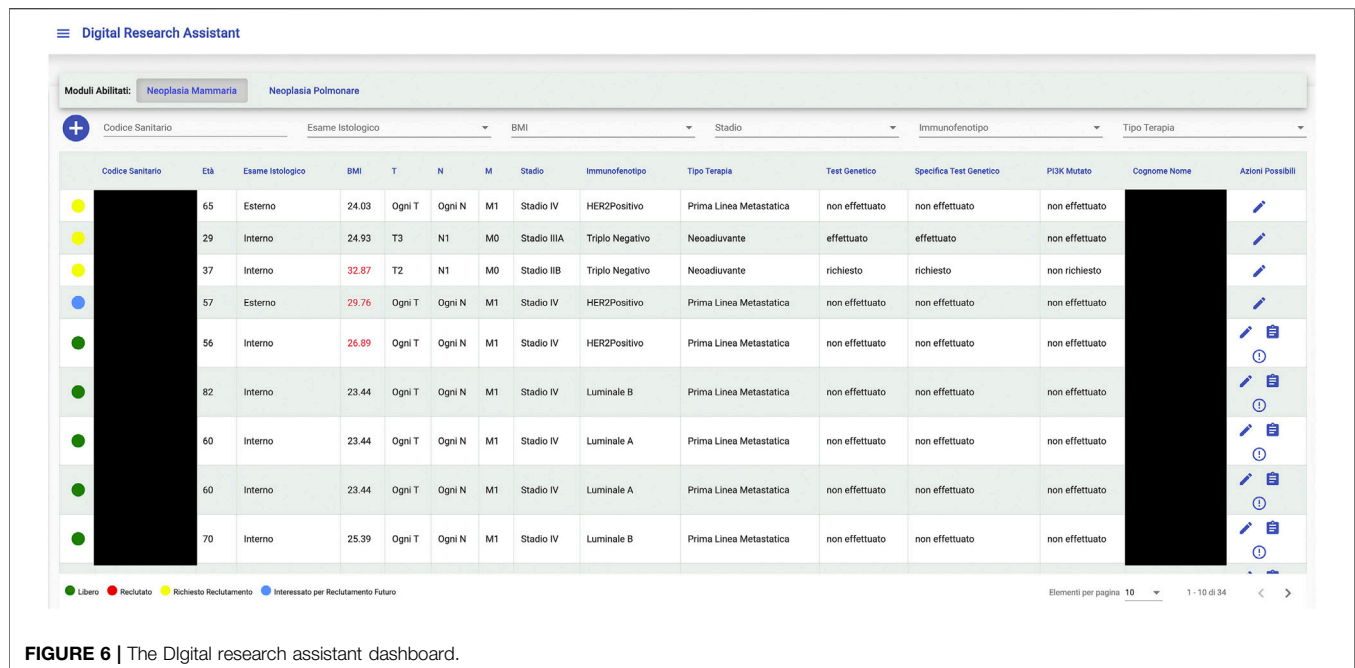 Digital Research Assistant
Moduli Abilitati: Neoplasia Mammaria Neoplasia Polmonare
Codice Sanitario Esame Istologico BMI Stadio Immunofenotipo Tipo Terapia
Codice Sanitario Età Esame Istologico BMI T N M Stadio Immunofenotipo Tipo Terapia Test Genetico Specifica Test Genetico PI3K Mutato Cognome Nome Azioni Possibili
65 Esterno 24.03 Ogni T Ogni N M1 Stadio IV HER2Positivo Prima Linea Metastatica non effettuato non effettuato non effettuato
29 Interno 24.93 T3 N1 M0 Stadio IIIA Triplo Negativo Neoadiuvante effettuato effettuato non effettuato
37 Interno 32.87 T2 N1 M0 Stadio IIB Triplo Negativo Neoadiuvante richiesto richiesto non richiesto
57 Esterno 29.76 Ogni T Ogni N M1 Stadio IV HER2Positivo Prima Linea Metastatica non effettuato non effettuato non effettuato
56 Interno 26.89 Ogni T Ogni N M1 Stadio IV HER2Positivo Prima Linea Metastatica non effettuato non effettuato non effettuato
82 Interno 23.44 Ogni T Ogni N M1 Stadio IV Luminale B Prima Linea Metastatica non effettuato non effettuato non effettuato
60 Interno 23.44 Ogni T Ogni N M1 Stadio IV Luminale A Prima Linea Metastatica non effettuato non effettuato non effettuato
60 Interno 23.44 Ogni T Ogni N M1 Stadio IV Luminale A Prima Linea Metastatica non effettuato non effettuato non effettuato
70 Interno 25.39 Ogni T Ogni N M1 Stadio IV Luminale B Prima Linea Metastatica non effettuato non effettuato non effettuato
Libero Reclutato Richiesto Reclutamento Interessato per Reclutamento Futuro Elementi per pagina 10 1 - 10 di 34
FIGURE 6 | The DIgital research assistant dashboard.